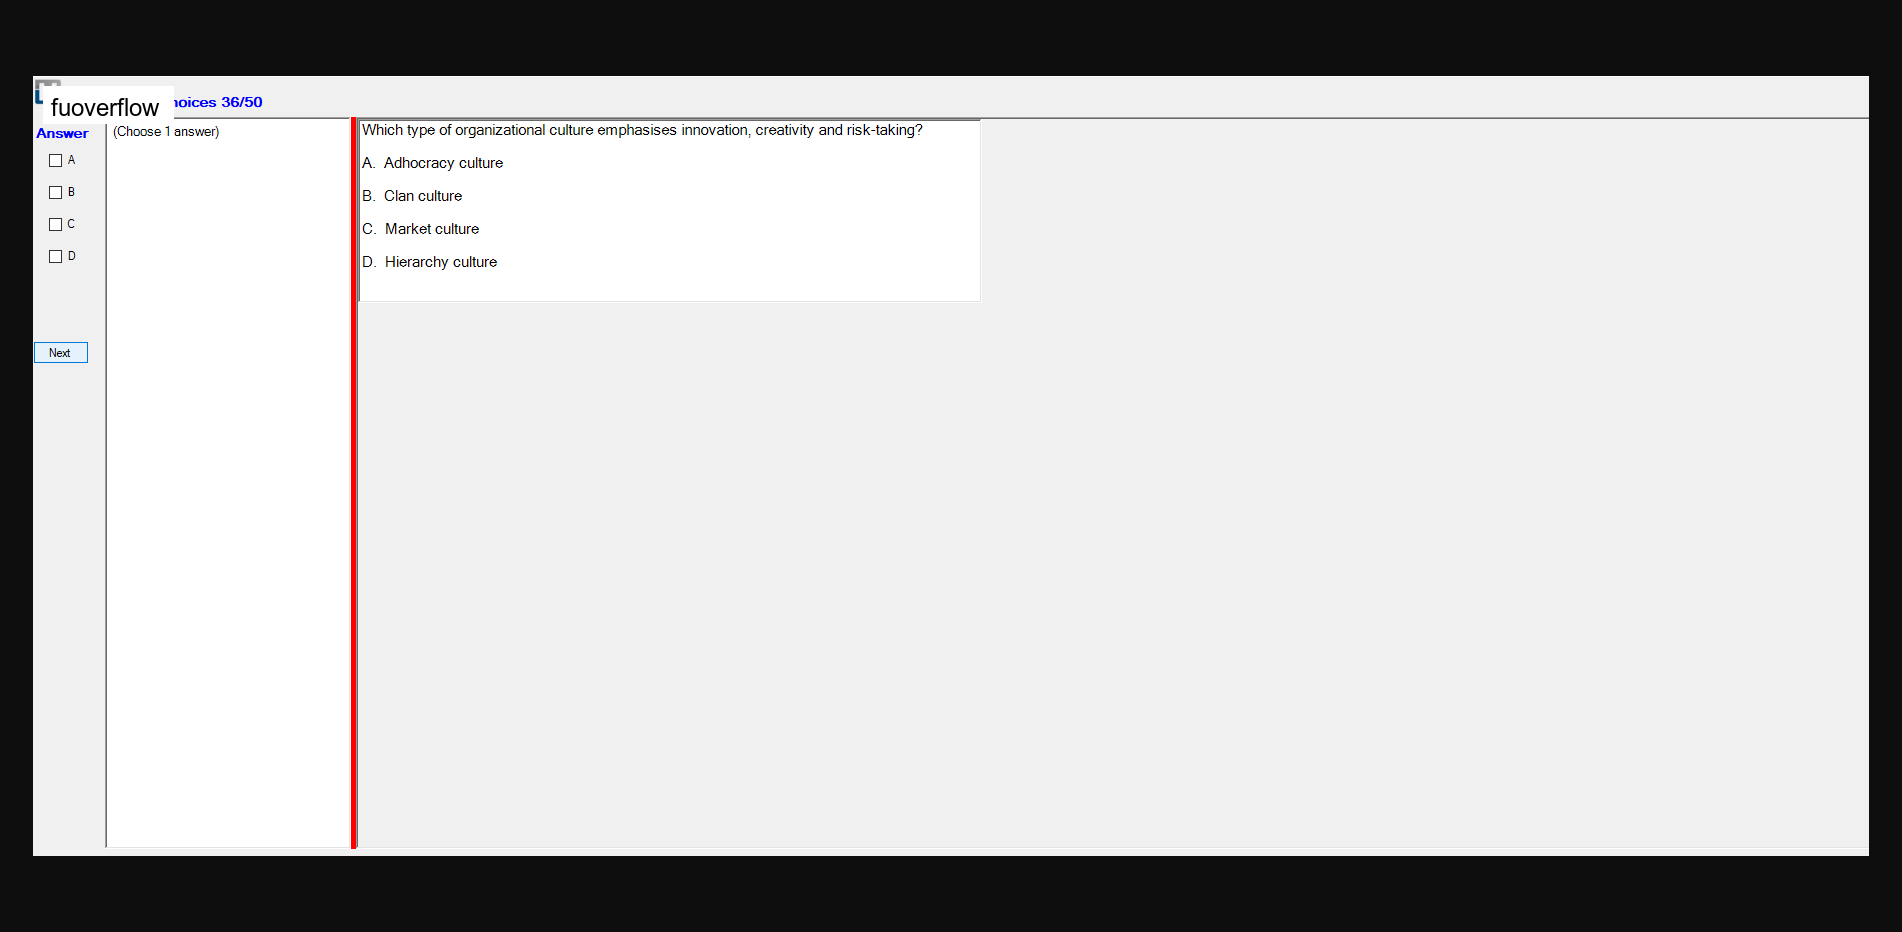 fuoverflow
hoices 36/50
Answer
(Choose 1 answer)
A
B
C
D
Next
Which type of organizational culture emphasises innovation, creativity and risk-taking?
A. Adhocracy culture
B. Clan culture
C. Market culture
D. Hierarchy culture